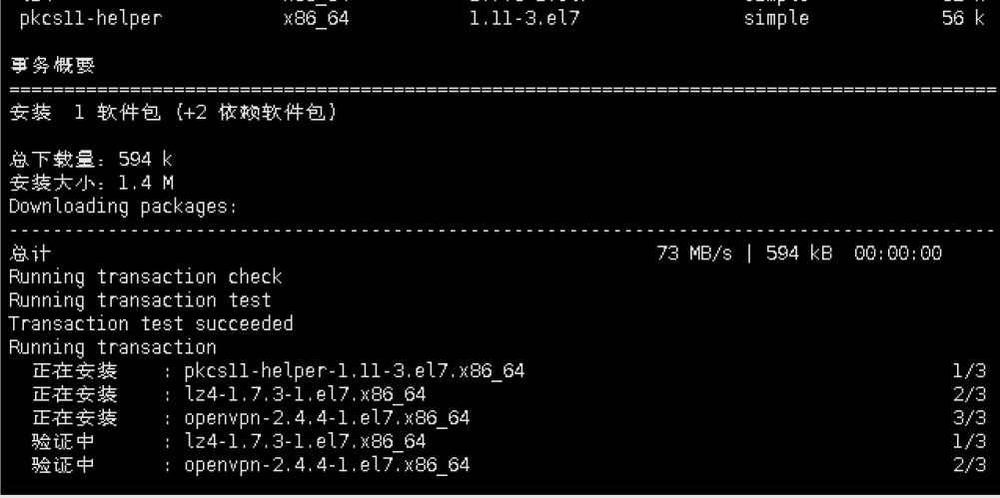 pkcs11-helper x86_64 1.11-3.el7 simple 56 k
事务概要
================================================================================
安装 1 软件包 (+2 依赖软件包)
总下载量：594 k
安装大小：1.4 M
Downloading packages:
--------------------------------------------------------------------------------
总计 73 MB/s | 594 kB 00:00:00
Running transaction check
Running transaction test
Transaction test succeeded
Running transaction
正在安装 : pkcs11-helper-1.11-3.el7.x86_64 1/3
正在安装 : lz4-1.7.3-1.el7.x86_64 2/3
正在安装 : openvpn-2.4.4-1.el7.x86_64 3/3
验证中 : lz4-1.7.3-1.el7.x86_64 1/3
验证中 : openvpn-2.4.4-1.el7.x86_64 2/3